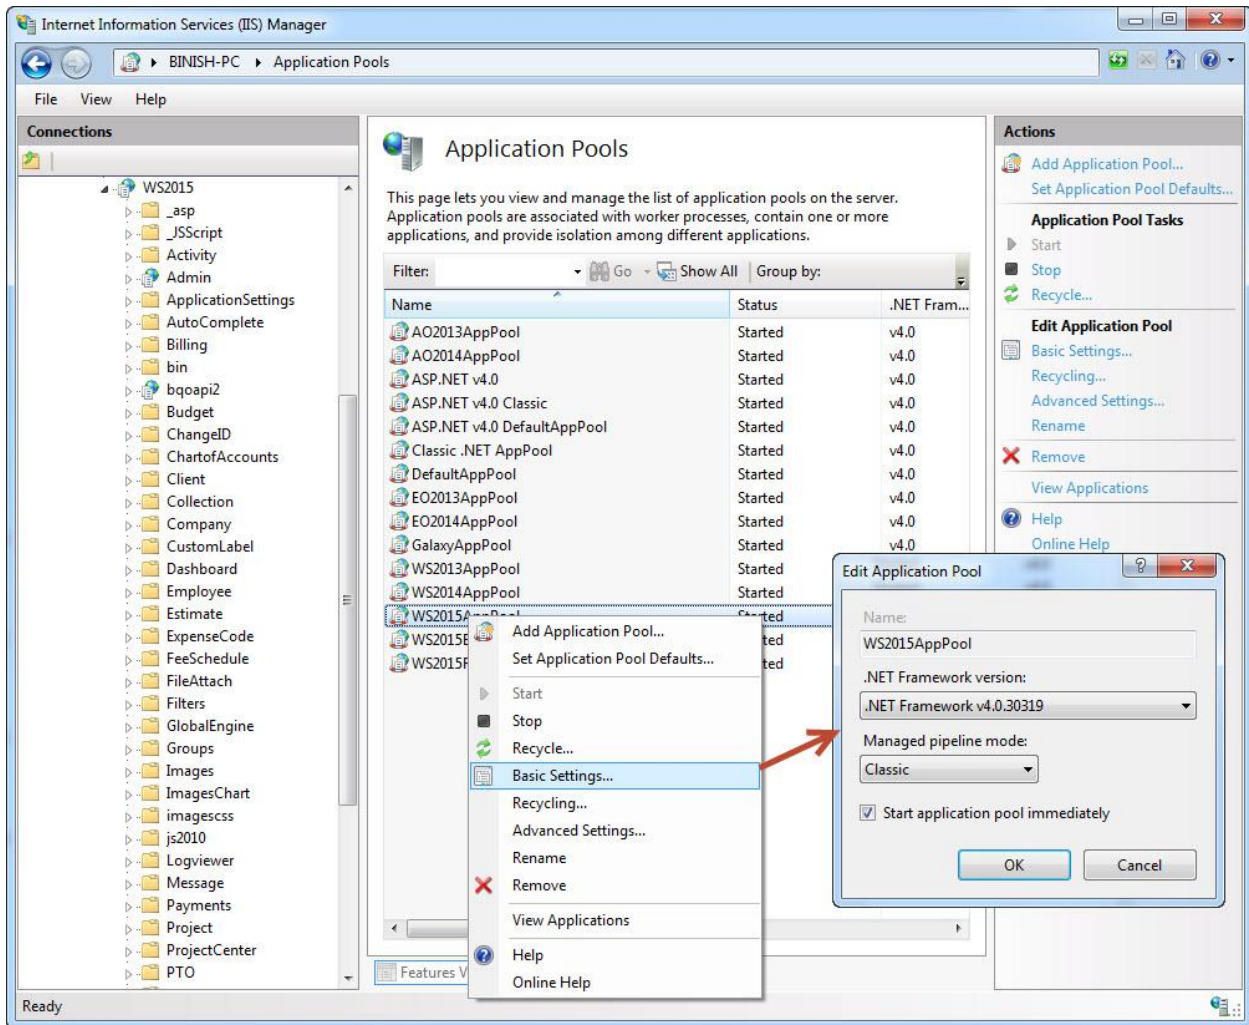 Internet Information Services (IIS) Manager
BINISH-PC Application Pools
File View Help
Connections
WS2015
_asp
_JSScript
Activity
Admin
ApplicationSettings
AutoComplete
Billing
bin
bqoapi2
Budget
ChangeID
ChartofAccounts
Client
Collection
Company
CustomLabel
Dashboard
Employee
Estimate
ExpenseCode
FeeSchedule
FileAttach
Filters
GlobalEngine
Groups
Images
ImagesChart
imagescss
js2010
Logviewer
Message
Payments
Project
ProjectCenter
PTO
Application Pools
This page lets you view and manage the list of application pools on the server.
Application pools are associated with worker processes, contain one or more
applications, and provide isolation among different applications.
Filter: Go Show All Group by:
Name Status .NET Fram...
AO2013AppPool Started v4.0
AO2014AppPool Started v4.0
ASP.NET v4.0 Started v4.0
ASP.NET v4.0 Classic Started v4.0
ASP.NET v4.0 DefaultAppPool Started v4.0
Classic .NET AppPool Started v4.0
DefaultAppPool Started v4.0
EO2013AppPool Started v4.0
EO2014AppPool Started v4.0
GalaxyAppPool Started v4.0
WS2013AppPool Started
WS2014AppPool Started
WS2015AppPool Started
WS2015E ted
WS2015F ted
Add Application Pool...
Set Application Pool Defaults...
Start
Stop
Recycle...
Basic Settings...
Recycling...
Advanced Settings...
Rename
Remove
View Applications
Help
Online Help
Features V
Actions
Add Application Pool...
Set Application Pool Defaults...
Application Pool Tasks
Start
Stop
Recycle...
Edit Application Pool
Basic Settings...
Recycling...
Advanced Settings...
Rename
Remove
View Applications
Help
Online Help
Edit Application Pool
Name:
WS2015AppPool
.NET Framework version:
.NET Framework v4.0.30319
Managed pipeline mode:
Classic
Start application pool immediately
OK Cancel
Ready